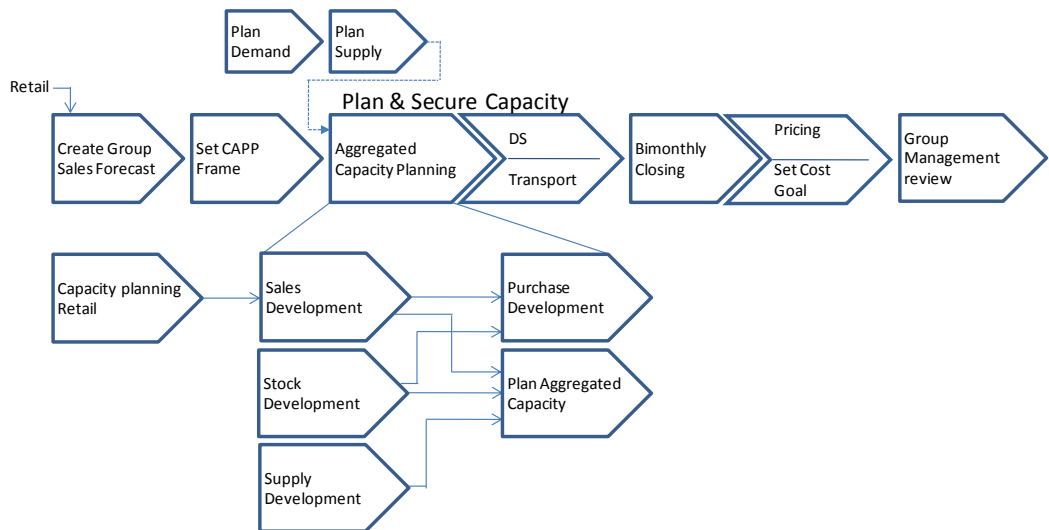 Plan
Demand
Plan
Supply
Retail
Plan & Secure Capacity
Create Group
Sales Forecast
Set CAPP
Frame
Aggregated
Capacity Planning
DS
Transport
Bimonthly
Closing
Pricing
Set Cost
Goal
Group
Management
review
Capacity planning
Retail
Sales
Development
Purchase
Development
Stock
Development
Plan Aggregated
Capacity
Supply
Development